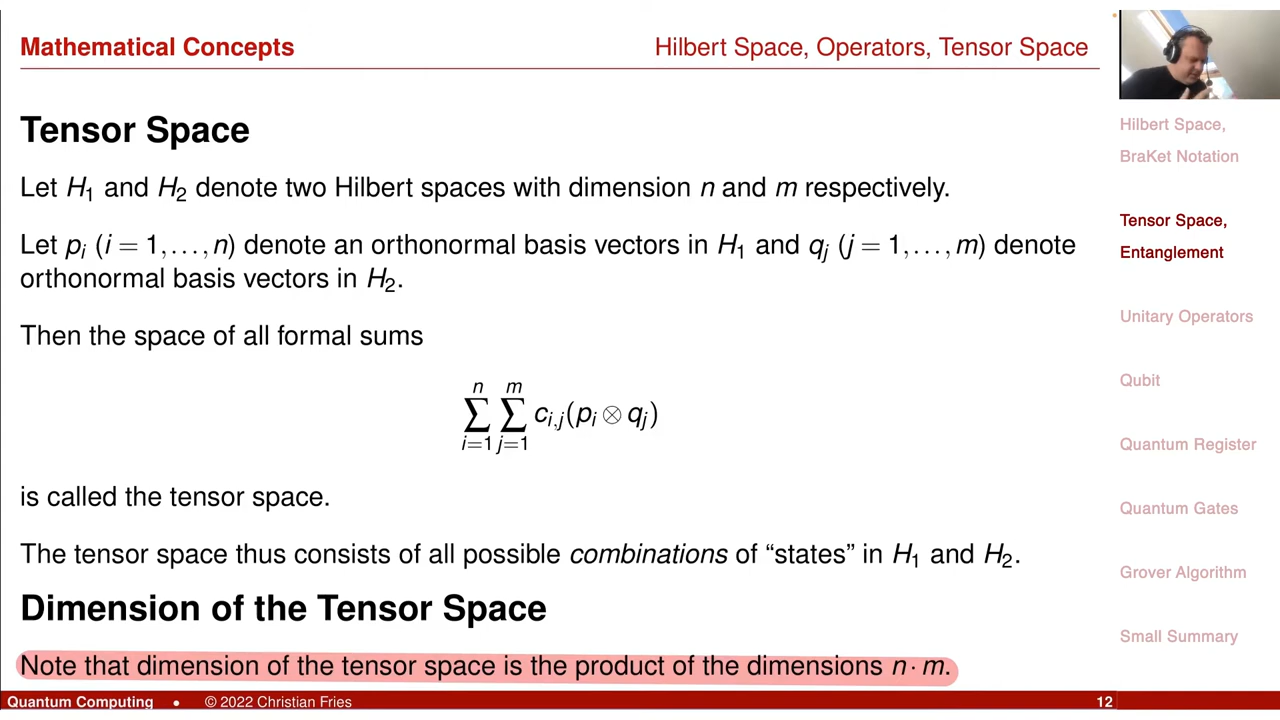 Mathematical Concepts
Hilbert Space, Operators, Tensor Space
Tensor Space
Let H₁ and H₂ denote two Hilbert spaces with dimension n and m respectively.
Let pᵢ (i = 1,...,n) denote an orthonormal basis vectors in H₁ and qⱼ (j = 1,...,m) denote
orthonormal basis vectors in H₂.
Then the space of all formal sums
n m
∑ ∑ cᵢ,ⱼ(pᵢ ⊗ qⱼ)
i=1 j=1
is called the tensor space.
The tensor space thus consists of all possible combinations of “states” in H₁ and H₂.
Dimension of the Tensor Space
Note that dimension of the tensor space is the product of the dimensions n · m.
Hilbert Space,
BraKet Notation
Tensor Space,
Entanglement
Unitary Operators
Qubit
Quantum Register
Quantum Gates
Grover Algorithm
Small Summary
Quantum Computing • © 2022 Christian Fries
12